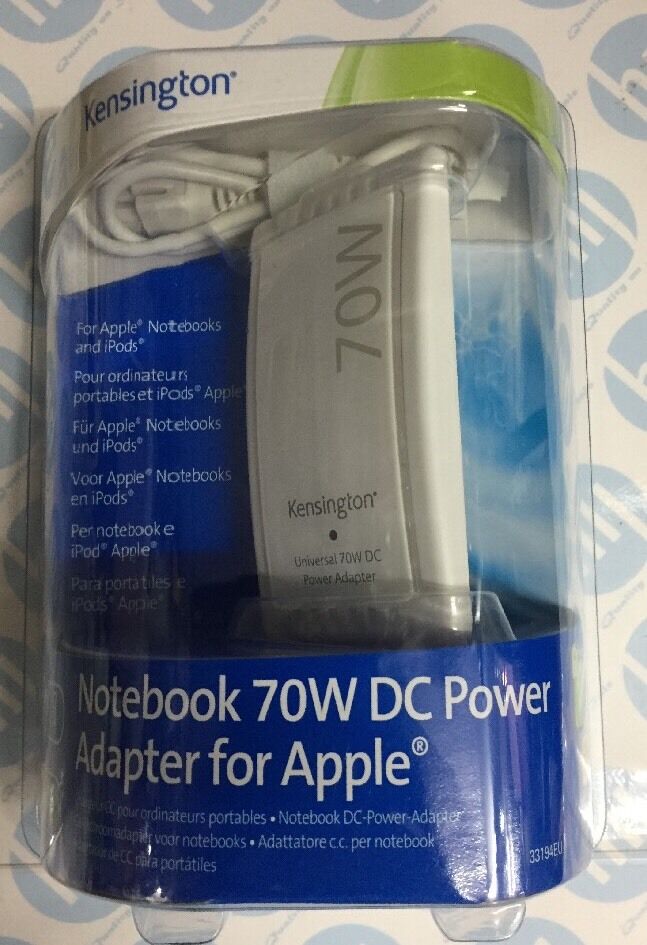 Kensington®
70W
For Apple® Notebooks
and iPods®
Pour ordinateurs
portables et iPods® Apple
Für Apple® Notebooks
und iPods®
Voor Apple® Notebooks
en iPods®
Per notebook e
iPod® Apple®
Para portátiles e
iPods® Apple®
Kensington®
Universal 70W DC
Power Adapter
Notebook 70W DC Power
Adapter for Apple®
pour ordinateurs portables • Notebook DC-Power-Adapter
voor notebooks • Adattatore c.c. per notebook
de CC para portátiles
33194EU